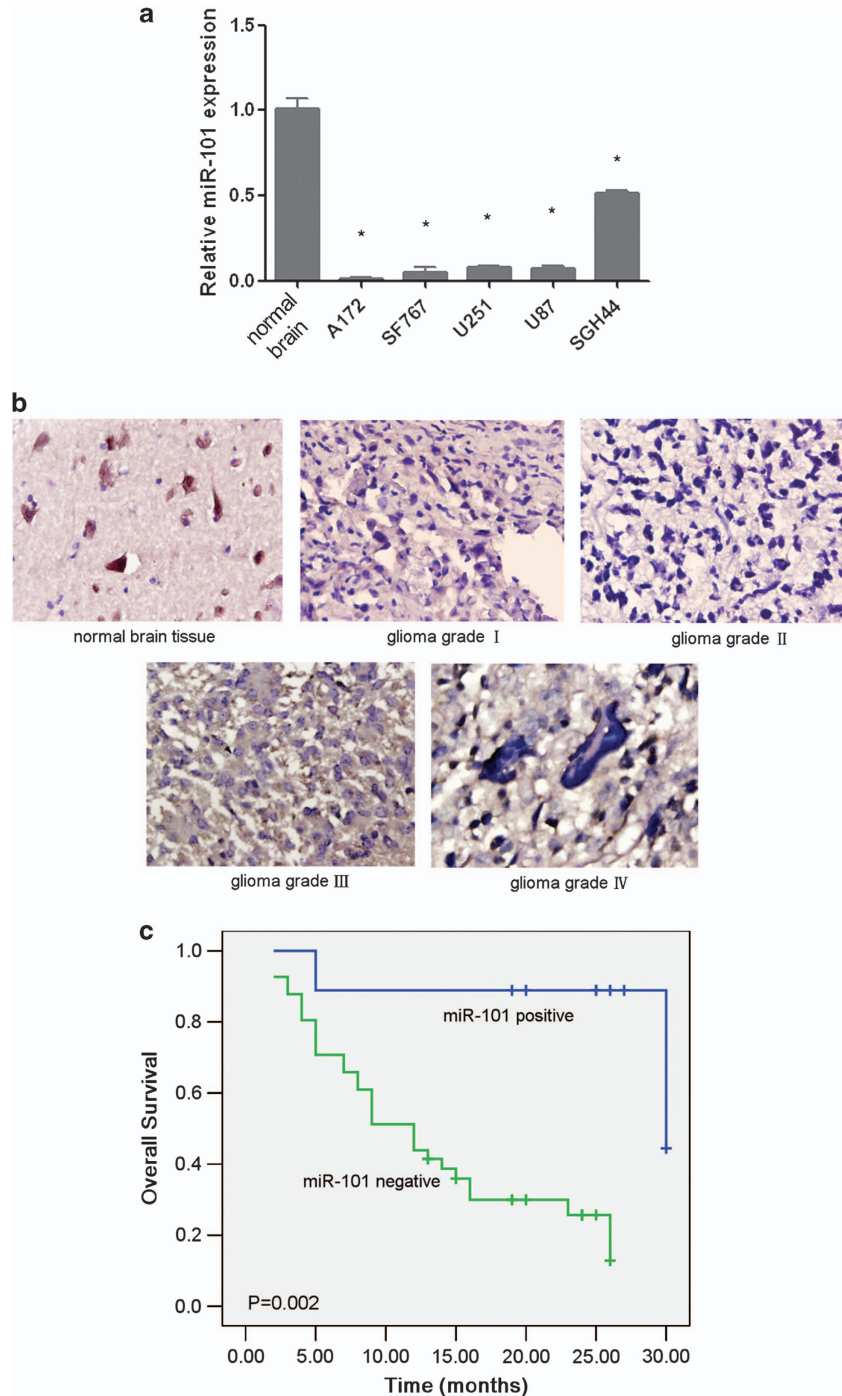 a
Relative miR-101 expression
1.5
1.0
0.5
0.0
*
*
*
*
*
normal
brain
A172
SF767
U251
U87
SGH44
b
normal brain tissue
glioma grade Ⅰ
glioma grade Ⅱ
glioma grade Ⅲ
glioma grade Ⅳ
c
Overall Survival
1.0
0.8
0.6
0.4
0.2
0.0
miR-101 positive
miR-101 negative
P=0.002
0.00
5.00
10.00
15.00
20.00
25.00
30.00
Time (months)